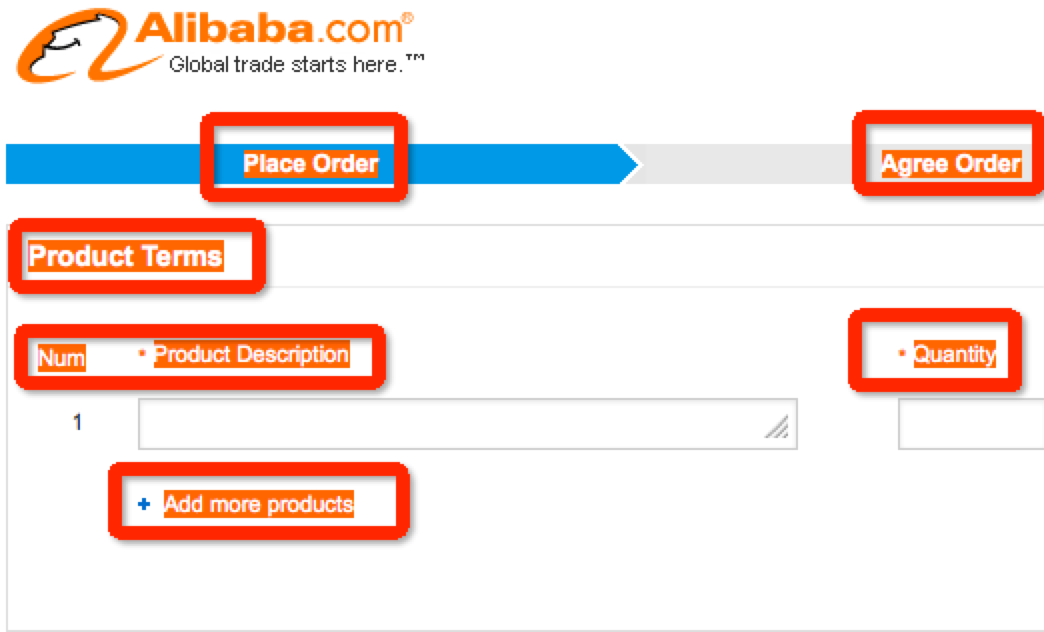 Alibaba.com®
Global trade starts here.™
Place Order Agree Order
Product Terms
Num * Product Description * Quantity
1
+ Add more products